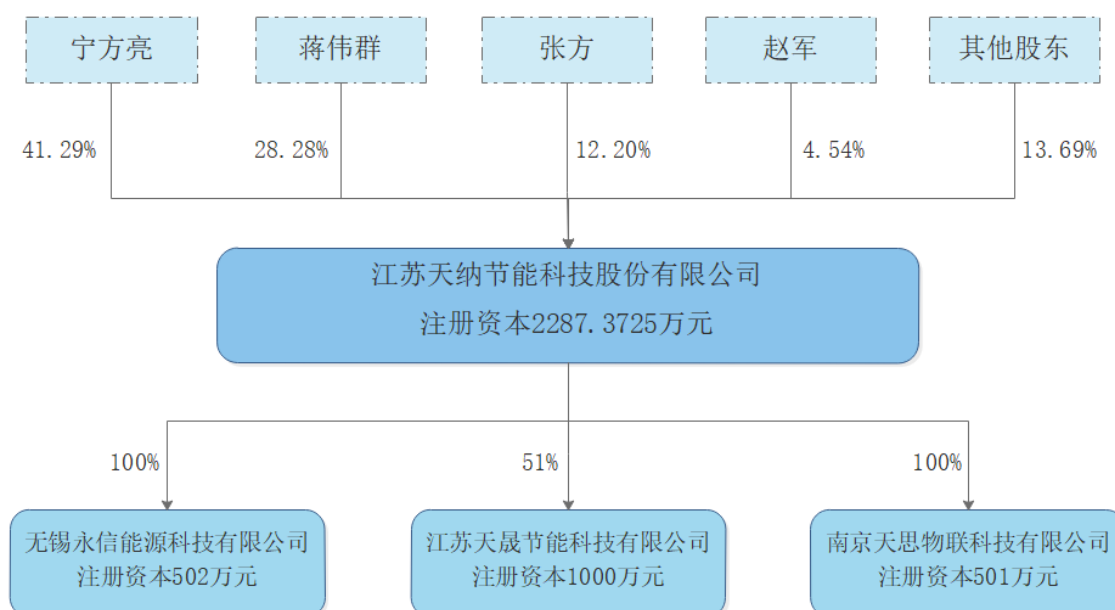 宁方亮
蒋伟群
张方
赵军
其他股东
41.29%
28.28%
12.20%
4.54%
13.69%
江苏天纳节能科技股份有限公司
注册资本2287.3725万元
100%
51%
100%
无锡永信能源科技有限公司
注册资本502万元
江苏天晟节能科技有限公司
注册资本1000万元
南京天思物联科技有限公司
注册资本501万元